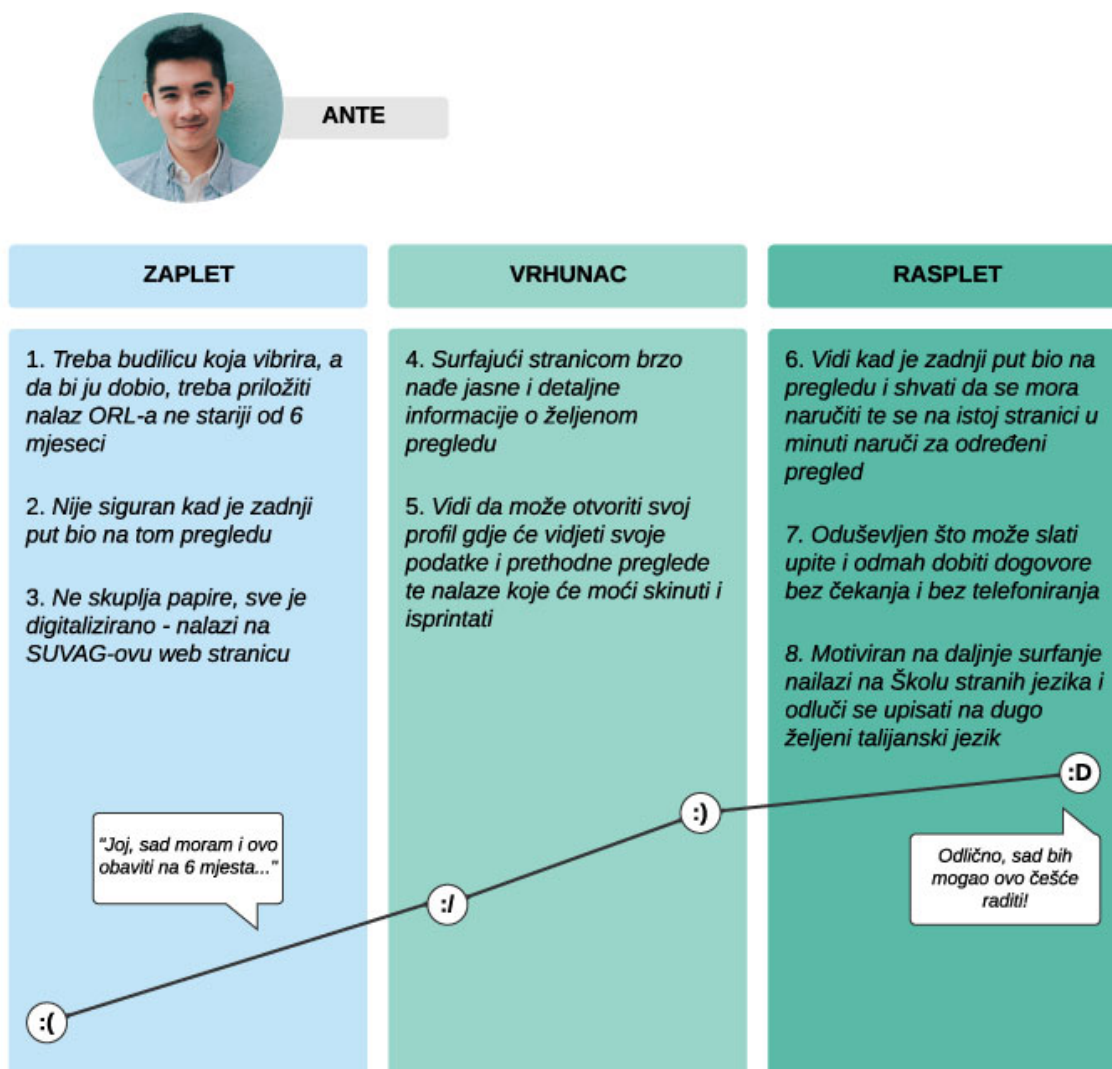 ANTE
ZAPLET
1. Treba budilicu koja vibrira, a
da bi ju dobio, treba priložiti
nalaz ORL-a ne stariji od 6
mjeseci
2. Nije siguran kad je zadnji
put bio na tom pregledu
3. Ne skuplja papire, sve je
digitalizirano - nalazi na
SUVAG-ovu web stranicu
"Joj, sad moram i ovo
obaviti na 6 mjesta..."
:(
VRHUNAC
4. Surfajući stranicom brzo
nađe jasne i detaljne
informacije o željenom
pregledu
5. Vidi da može otvoriti svoj
profil gdje će vidjeti svoje
podatke i prethodne preglede
te nalaze koje će moći skinuti i
isprintati
:/
:)
RASPLET
6. Vidi kad je zadnji put bio na
pregledu i shvati da se mora
naručiti te se na istoj stranici u
minuti naruči za određeni
pregled
7. Oduševljen što može slati
upite i odmah dobiti dogovore
bez čekanja i bez telefoniranja
8. Motiviran na daljnje surfanje
nailazi na Školu stranih jezika i
odluči se upisati na dugo
željeni talijanski jezik
:D
Odlično, sad bih
mogao ovo češće
raditi!